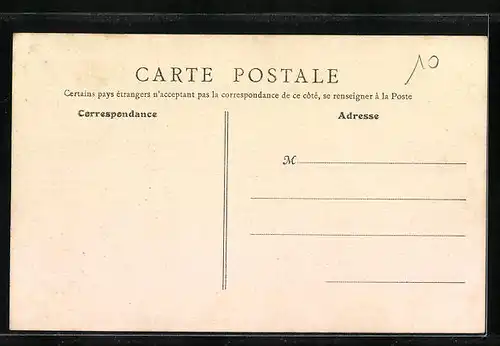 10
CARTE POSTALE
Certains pays étrangers n'acceptant pas la correspondance de ce côté, se renseigner à la Poste
Correspondance
Adresse
M